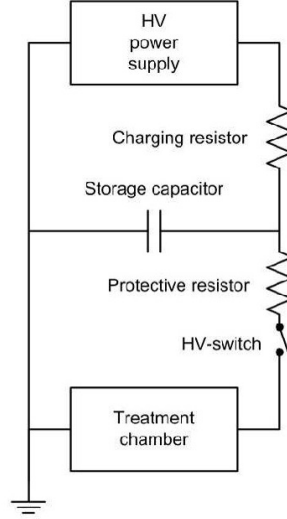 HV
power
supply
Charging resistor
Storage capacitor
Protective resistor
HV-switch
Treatment
chamber